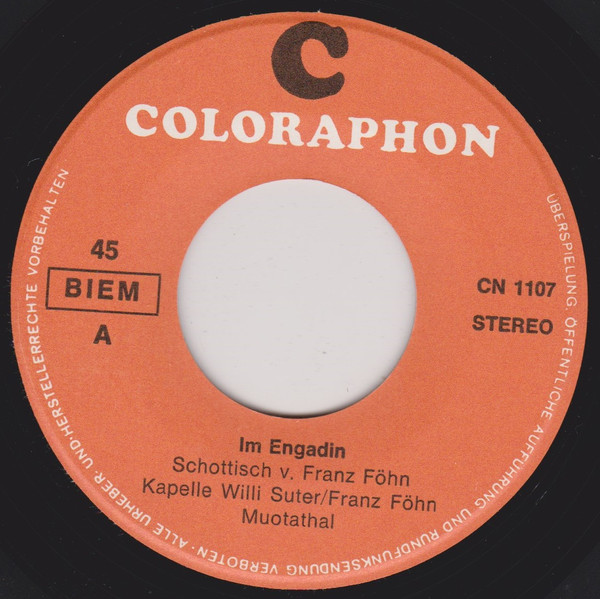 C
COLORAPHON
45
BIEM
A
CN 1107
STEREO
Im Engadin
Schottisch v. Franz Föhn
Kapelle Willi Suter/Franz Föhn
Muotathal
ALLE URHEBER- UND·HERSTELLERRECHTE VORBEHALTEN
ÜBERSPIELUNG, ÖFFENTLICHE AUFFÜHRUNG UND RUNDFUNKSENDUNG VERBOTEN·